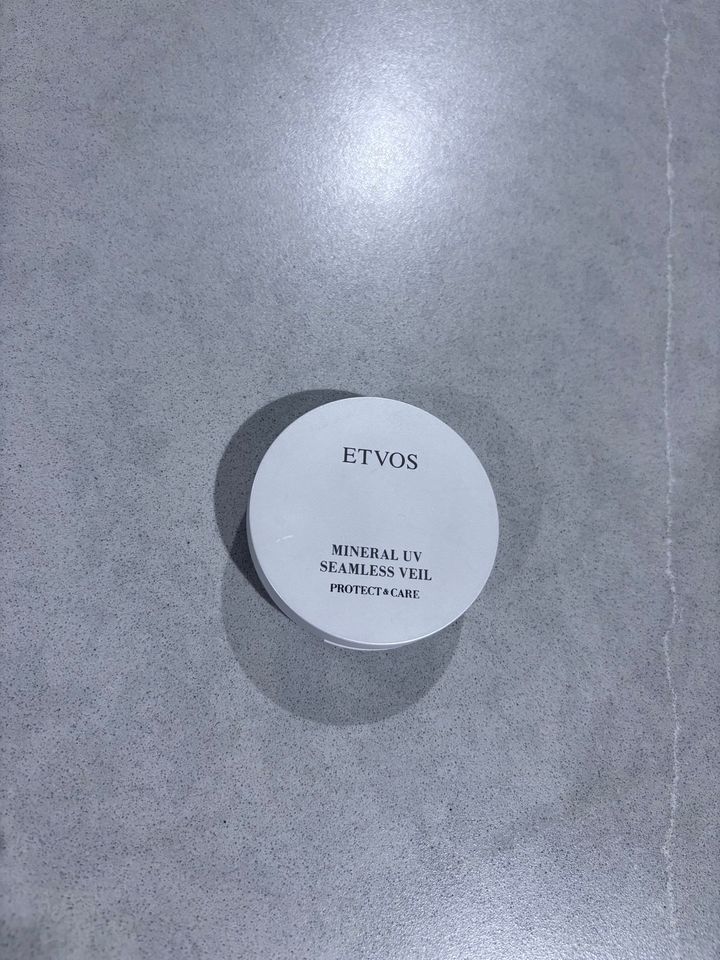 ETVOS
MINERAL UV
SEAMLESS VEIL
PROTECT & CARE